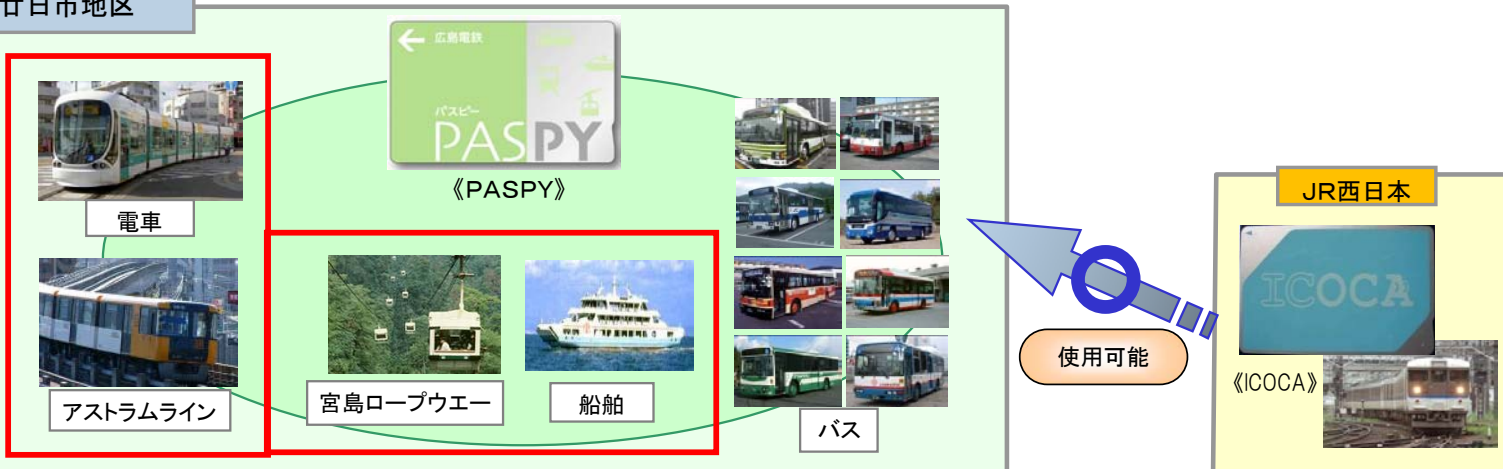 廿日市地区
広島電鉄
パスピー
PASPY
《PASPY》
電車
アストラムライン
宮島ロープウエー
船舶
バス
使用可能
JR西日本
ICOCA
《ICOCA》